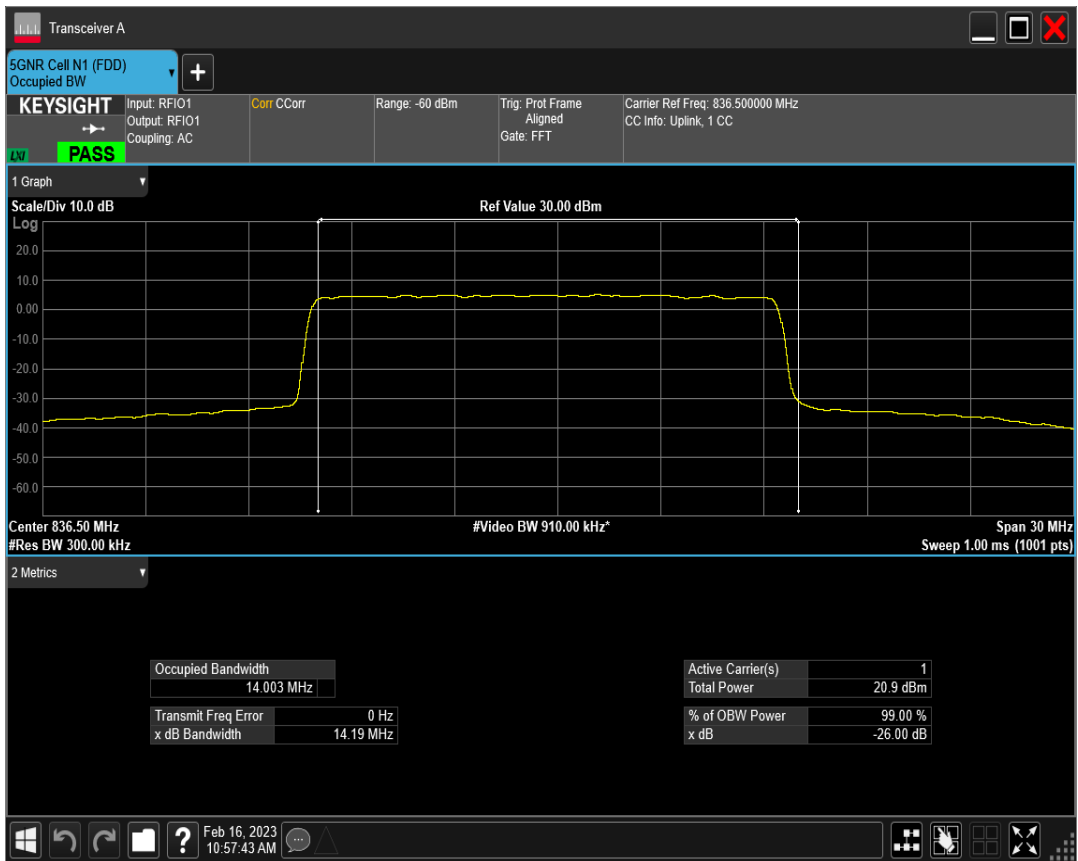 Transceiver A
5GNR Cell N1 (FDD)
Occupied BW
+
KEYSIGHT
LXI
PASS
Input: RFIO1
Output: RFIO1
Coupling: AC
Corr CCorr
Range: -60 dBm
Trig: Prot Frame
Aligned
Gate: FFT
Carrier Ref Freq: 836.500000 MHz
CC Info: Uplink, 1 CC
1 Graph
Scale/Div 10.0 dB
Ref Value 30.00 dBm
Log
20.0
10.0
0.00
-10.0
-20.0
-30.0
-40.0
-50.0
-60.0
Center 836.50 MHz
#Video BW 910.00 kHz*
Span 30 MHz
#Res BW 300.00 kHz
Sweep 1.00 ms (1001 pts)
2 Metrics
Occupied Bandwidth
14.003 MHz
Transmit Freq Error 0 Hz
x dB Bandwidth 14.19 MHz
Active Carrier(s) 1
Total Power 20.9 dBm
% of OBW Power 99.00 %
x dB -26.00 dB
?
Feb 16, 2023
10:57:43 AM